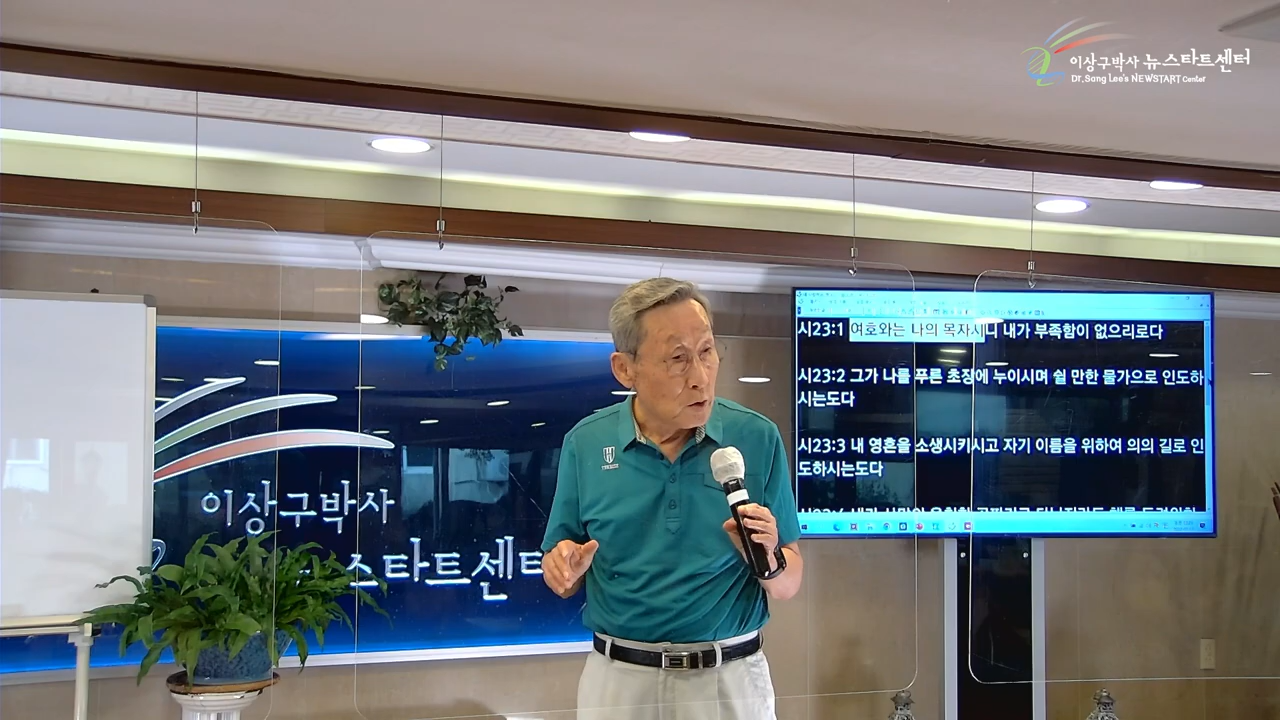 이상구박사 뉴스타트센터
Dr.Sang Lee's NEWSTART Center
시23:1 여호와는 나의 목자시니 내가 부족함이 없으리로다
시23:2 그가 나를 푸른 초장에 누이시며 쉴 만한 물가으로 인도하
시는도다
시23:3 내 영혼을 소생시키시고 자기 이름을 위하여 의의 길로 인
도하시는도다
이상구박사
스타트센터